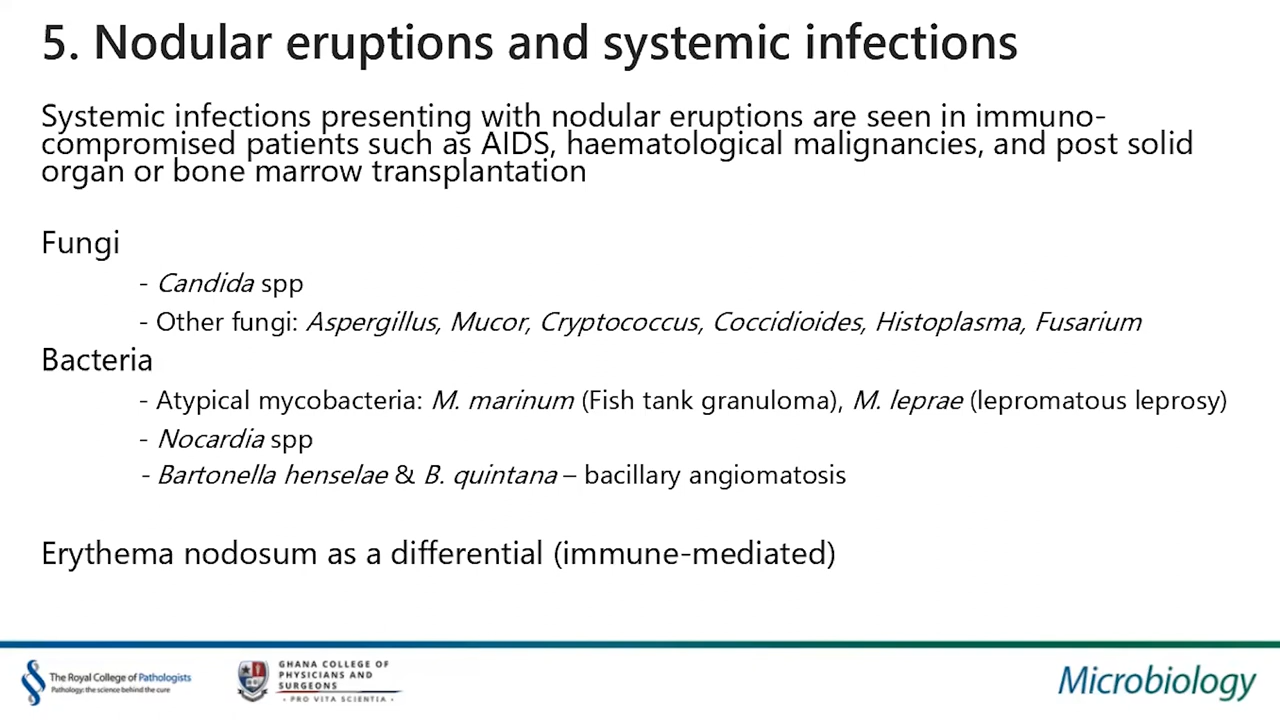 5. Nodular eruptions and systemic infections
Systemic infections presenting with nodular eruptions are seen in immuno-
compromised patients such as AIDS, haematological malignancies, and post solid
organ or bone marrow transplantation
Fungi
- Candida spp
- Other fungi: Aspergillus, Mucor, Cryptococcus, Coccidioides, Histoplasma, Fusarium
Bacteria
- Atypical mycobacteria: M. marinum (Fish tank granuloma), M. leprae (lepromatous leprosy)
- Nocardia spp
- Bartonella henselae & B. quintana – bacillary angiomatosis
Erythema nodosum as a differential (immune-mediated)
The Royal College of Pathologists
Pathology: the science behind the cure
GHANA COLLEGE OF
PHYSICIANS AND
SURGEONS
· PRO VITA SCIENTIA ·
Microbiology